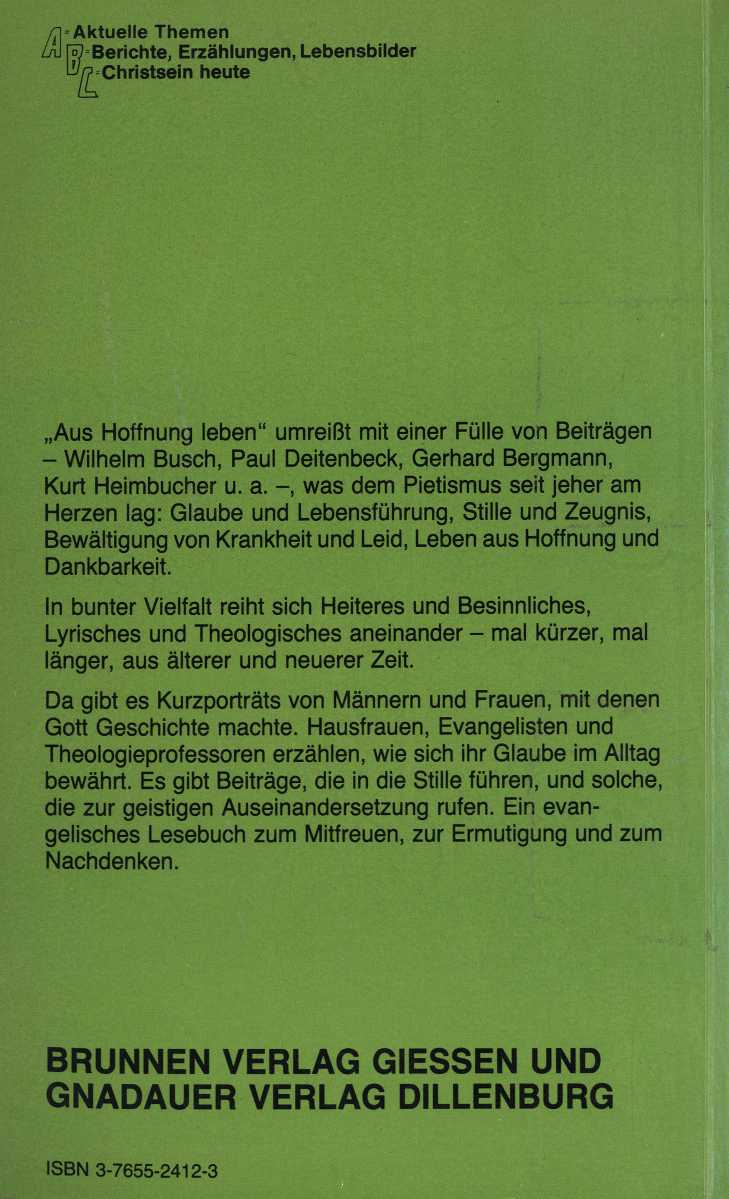 A = Aktuelle Themen
B = Berichte, Erzählungen, Lebensbilder
C = Christsein heute
„Aus Hoffnung leben“ umreißt mit einer Fülle von Beiträgen
– Wilhelm Busch, Paul Deitenbeck, Gerhard Bergmann,
Kurt Heimbucher u. a. –, was dem Pietismus seit jeher am
Herzen lag: Glaube und Lebensführung, Stille und Zeugnis,
Bewältigung von Krankheit und Leid, Leben aus Hoffnung und
Dankbarkeit.
In bunter Vielfalt reiht sich Heiteres und Besinnliches,
Lyrisches und Theologisches aneinander – mal kürzer, mal
länger, aus älterer und neuerer Zeit.
Da gibt es Kurzporträts von Männern und Frauen, mit denen
Gott Geschichte machte. Hausfrauen, Evangelisten und
Theologieprofessoren erzählen, wie sich ihr Glaube im Alltag
bewährt. Es gibt Beiträge, die in die Stille führen, und solche,
die zur geistigen Auseinandersetzung rufen. Ein evan-
gelisches Lesebuch zum Mitfreuen, zur Ermutigung und zum
Nachdenken.
BRUNNEN VERLAG GIESSEN UND
GNADAUER VERLAG DILLENBURG
ISBN 3-7655-2412-3